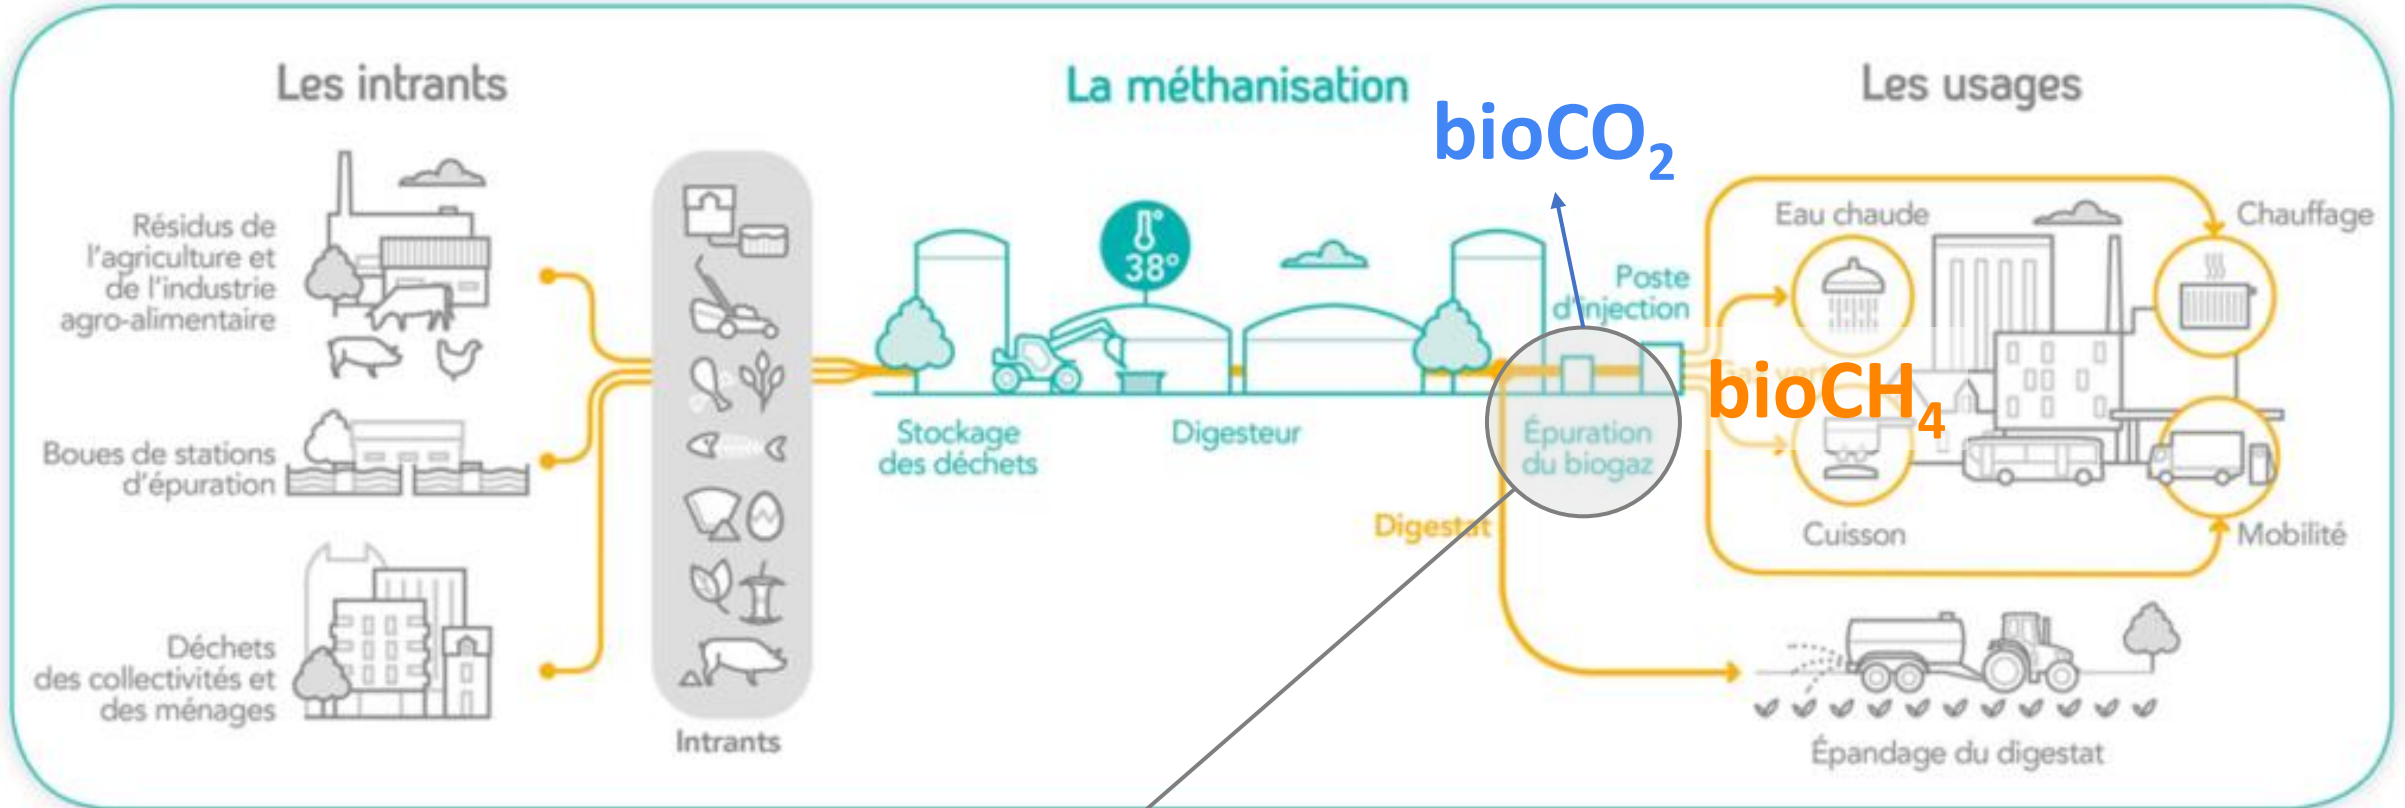 Les intrants
Résidus de
l'agriculture et
de l'industrie
agro-alimentaire
Boues de stations
d'épuration
Déchets
des collectivités et
des ménages
Intrants
La méthanisation
bioCO₂
38°
Stockage
des déchets
Digesteur
Poste
d'injection
Épuration
du biogaz
Digestat
Les usages
Eau chaude
Chauffage
bioCH₄
Cuisson
Mobilité
Épandage du digestat